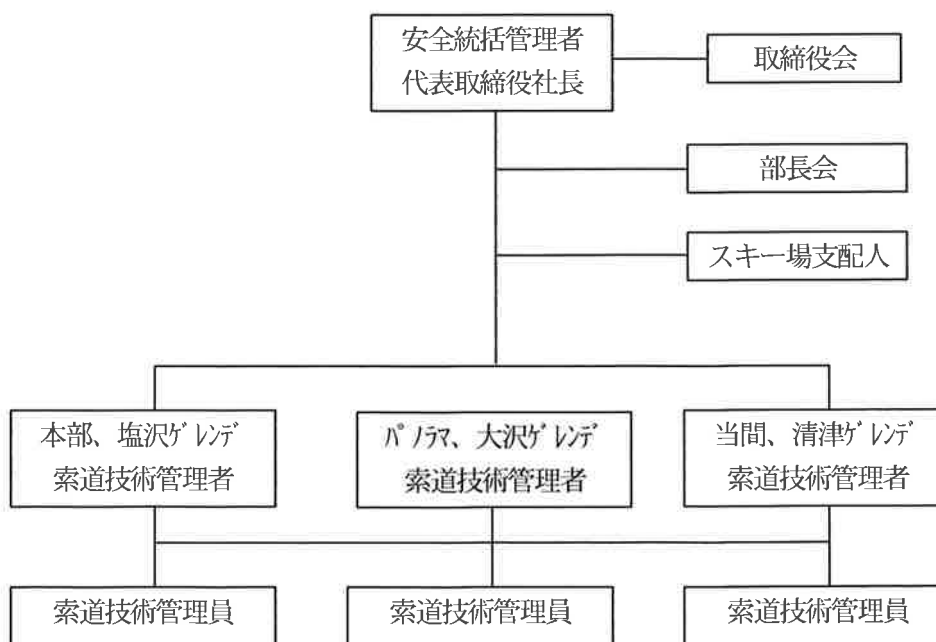 安全統括管理者
代表取締役社長
取締役会
部長会
スキー場支配人
本部、塩沢ｹﾞﾚﾝﾃﾞ
索道技術管理者
ﾊﾟﾉﾗﾏ、大沢ｹﾞﾚﾝﾃﾞ
索道技術管理者
当間、清津ｹﾞﾚﾝﾃﾞ
索道技術管理者
索道技術管理員
索道技術管理員
索道技術管理員